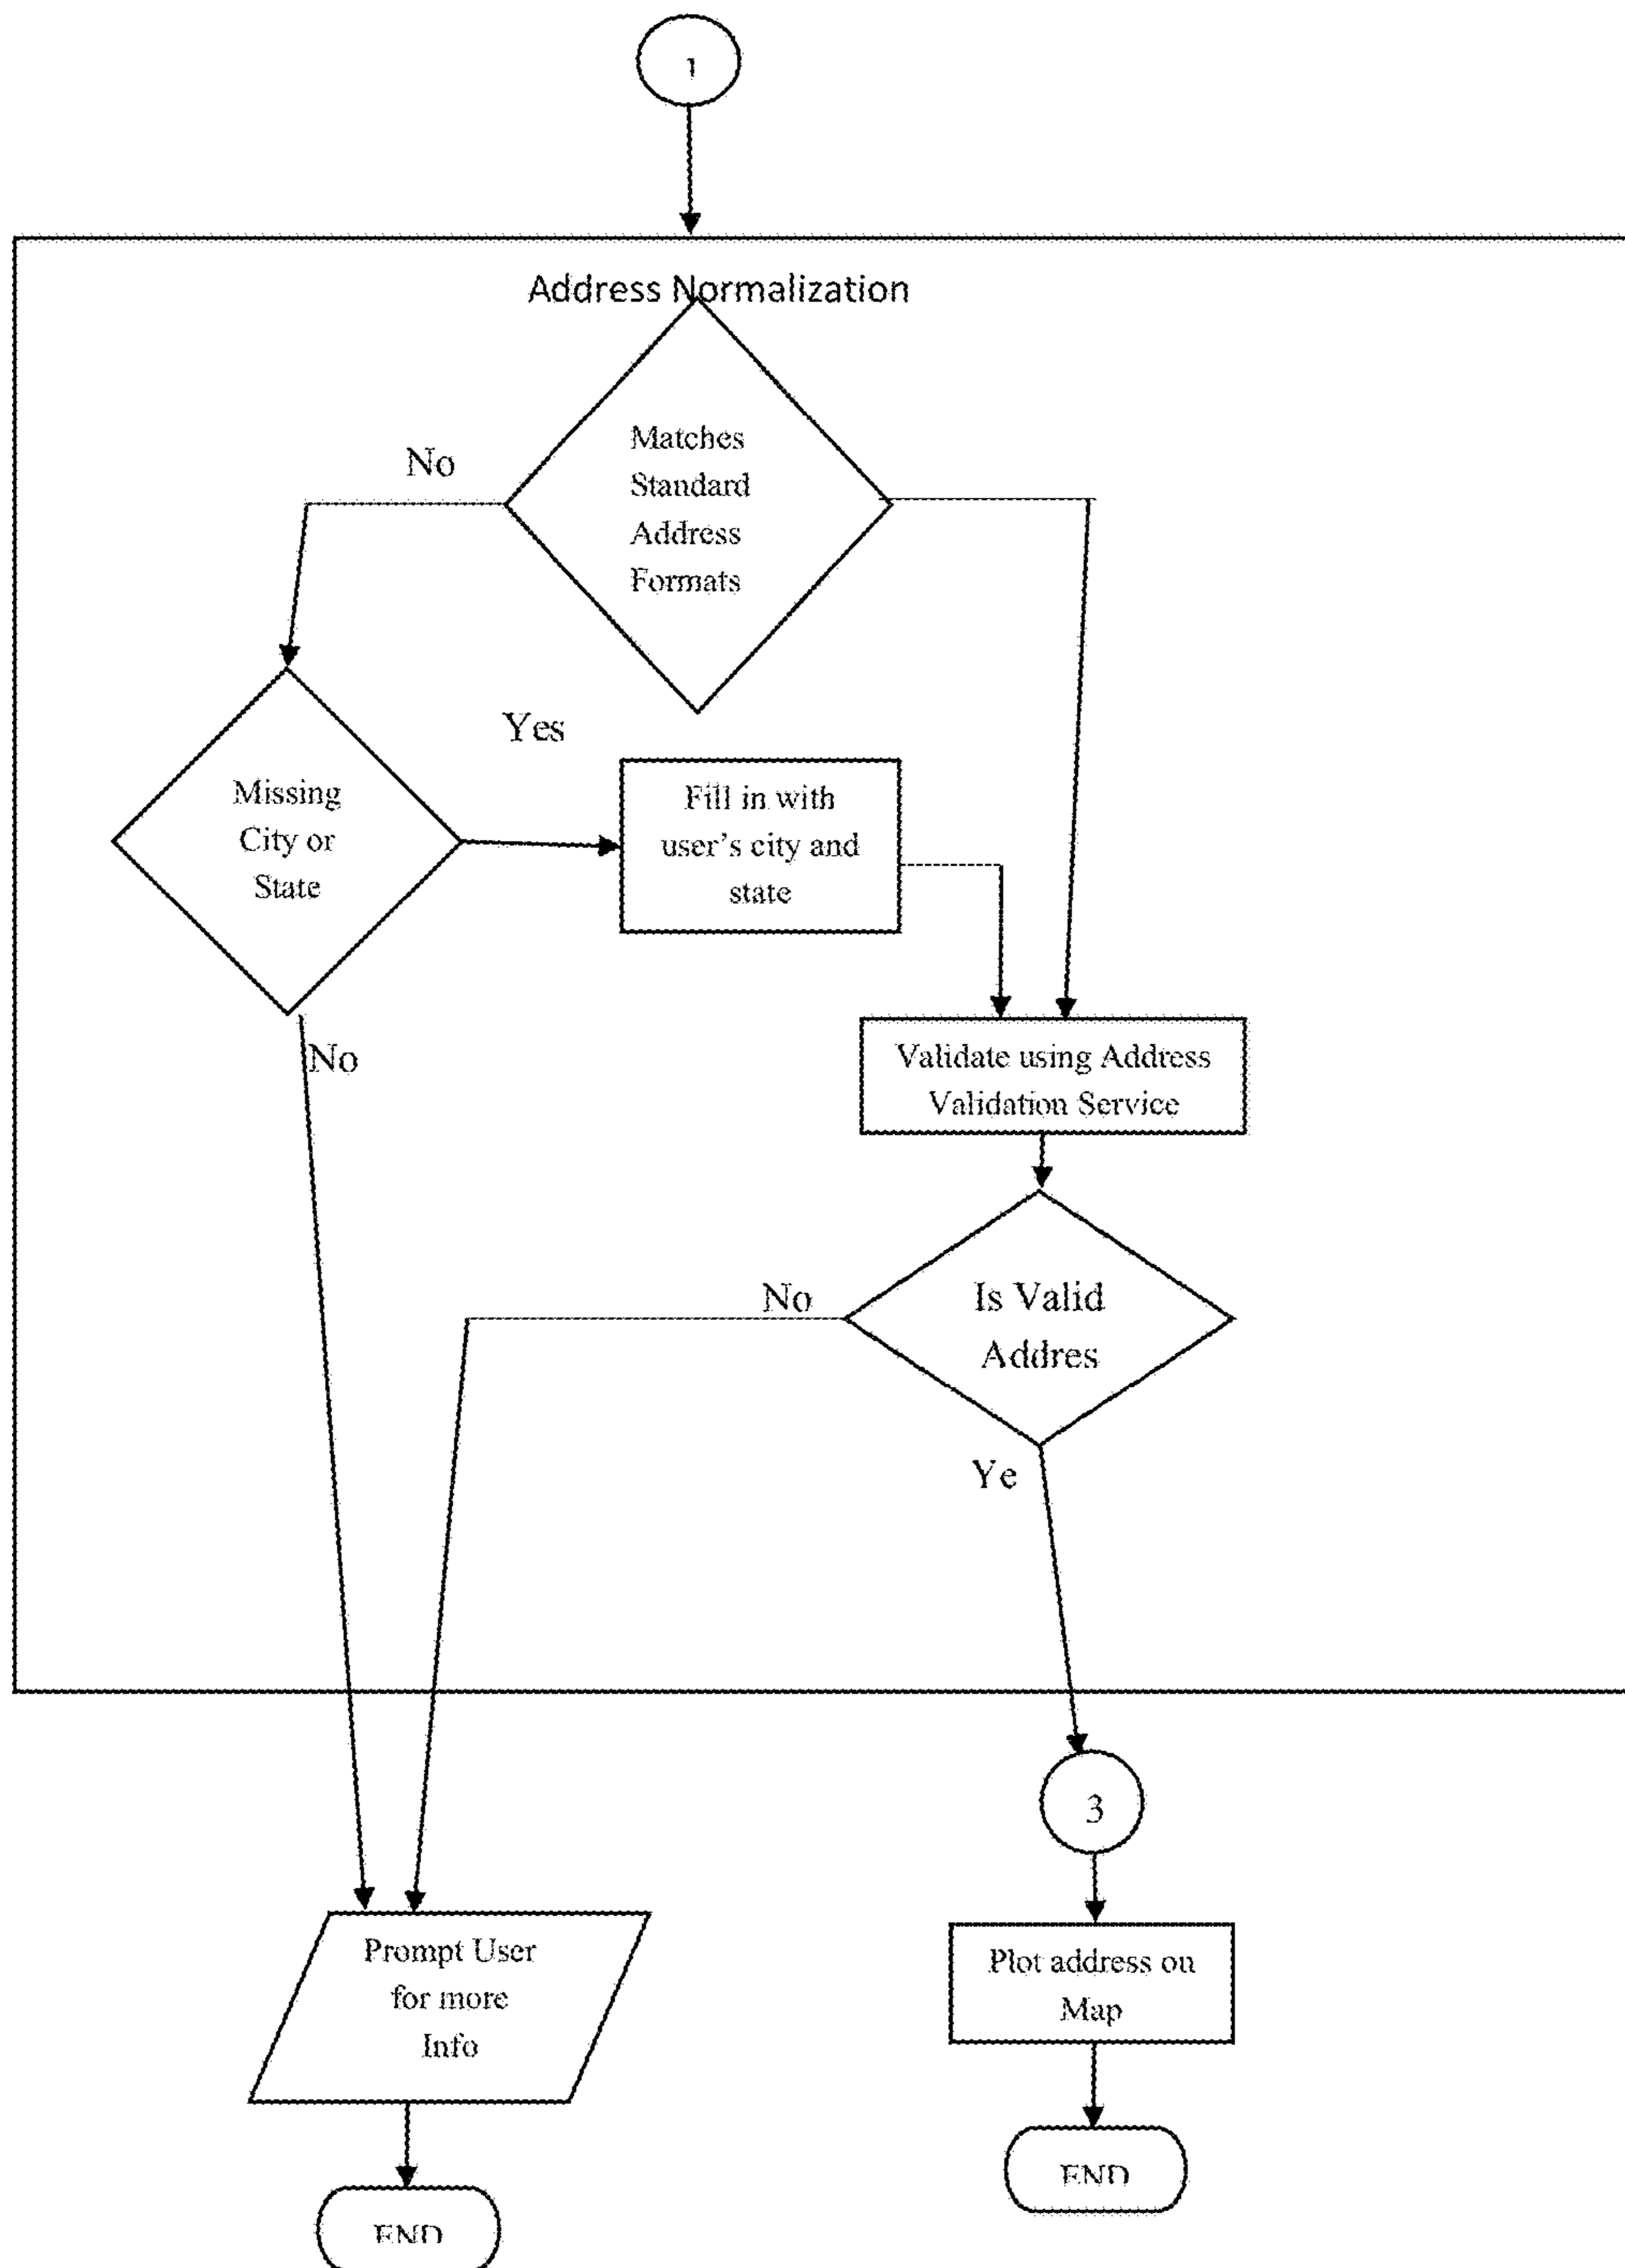 1
Address Normalization
Matches
Standard
Address
Formats
No
Yes
Missing
City or
State
Fill in with
user's city and
state
No
Validate using Address
Validation Service
No
Is Valid
Addres
Ye
3
Prompt User
for more
Info
Plot address on
Map
END
END